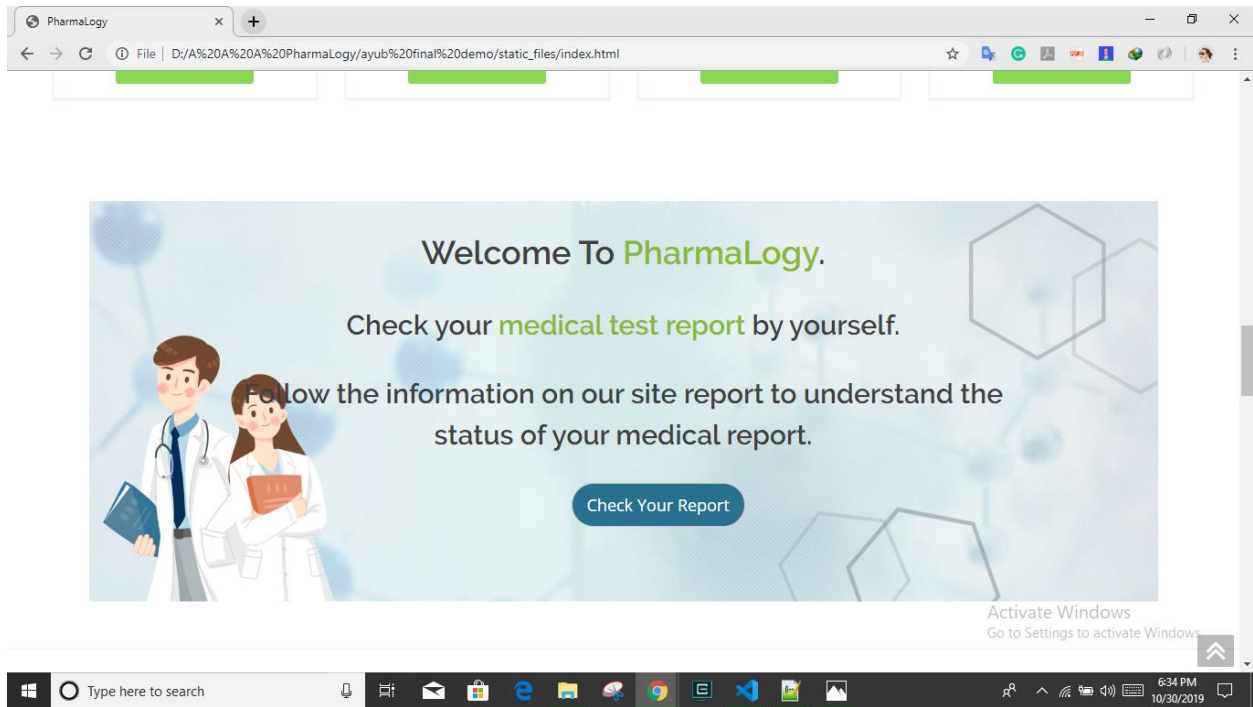 PharmaLogy
File | D:/A%20A%20A%20PharmaLogy/ayub%20final%20demo/static_files/index.html
Welcome To PharmaLogy.
Check your medical test report by yourself.
Follow the information on our site report to understand the
status of your medical report.
Check Your Report
Activate Windows
Go to Settings to activate Windows.
Type here to search
6:34 PM
10/30/2019